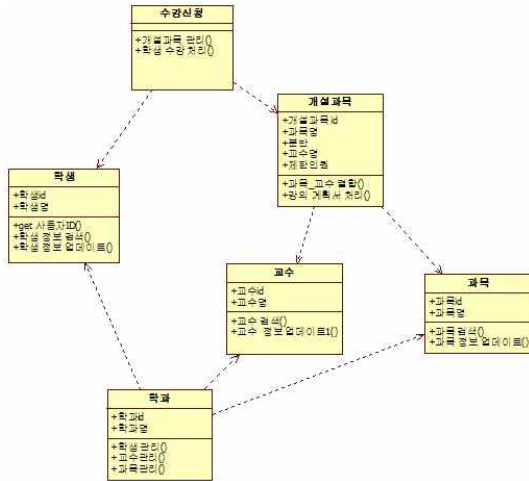 수강신청
+개설과목 관리()
+학생 수강 처리()
개설과목
+개설과목id
+과목명
+분반
+교수명
+제한인원
+과목_교수 결합()
+강의 계획서 처리()
학생
+학생id
+학생명
+get 사용자ID()
+학생 정보 검색()
+학생 정보 업데이트()
교수
+교수id
+교수명
+교수 검색()
+교수 정보 업데이트1()
과목
+과목id
+과목명
+과목 검색()
+과목 정보 업데이트()
학과
+학과id
+학과명
+학생 관리()
+교수관리()
+과목관리()